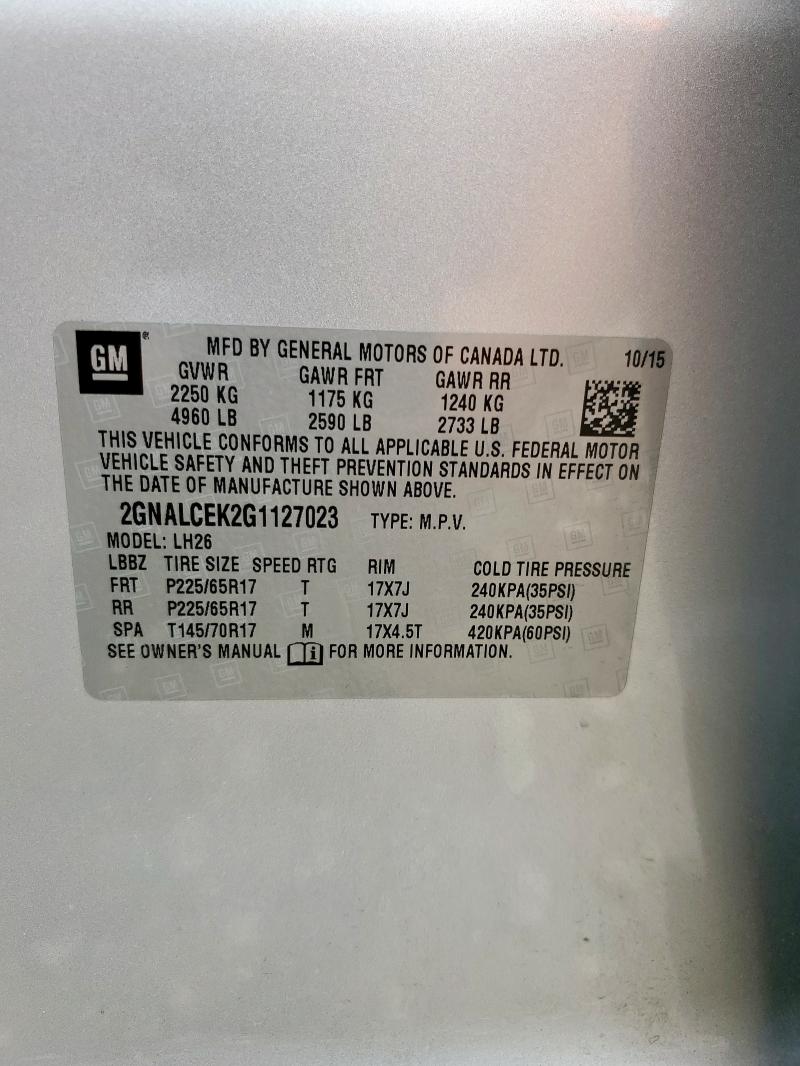 GM ®
MFD BY GENERAL MOTORS OF CANADA LTD. 10/15
GVWR GAWR FRT GAWR RR
2250 KG 1175 KG 1240 KG
4960 LB 2590 LB 2733 LB
THIS VEHICLE CONFORMS TO ALL APPLICABLE U.S. FEDERAL MOTOR
VEHICLE SAFETY AND THEFT PREVENTION STANDARDS IN EFFECT ON
THE DATE OF MANUFACTURE SHOWN ABOVE.
2GNALCEK2G1127023 TYPE: M.P.V.
MODEL: LH26
LBBZ TIRE SIZE SPEED RTG RIM COLD TIRE PRESSURE
FRT P225/65R17 T 17X7J 240KPA(35PSI)
RR P225/65R17 T 17X7J 240KPA(35PSI)
SPA T145/70R17 M 17X4.5T 420KPA(60PSI)
SEE OWNER'S MANUAL i FOR MORE INFORMATION.